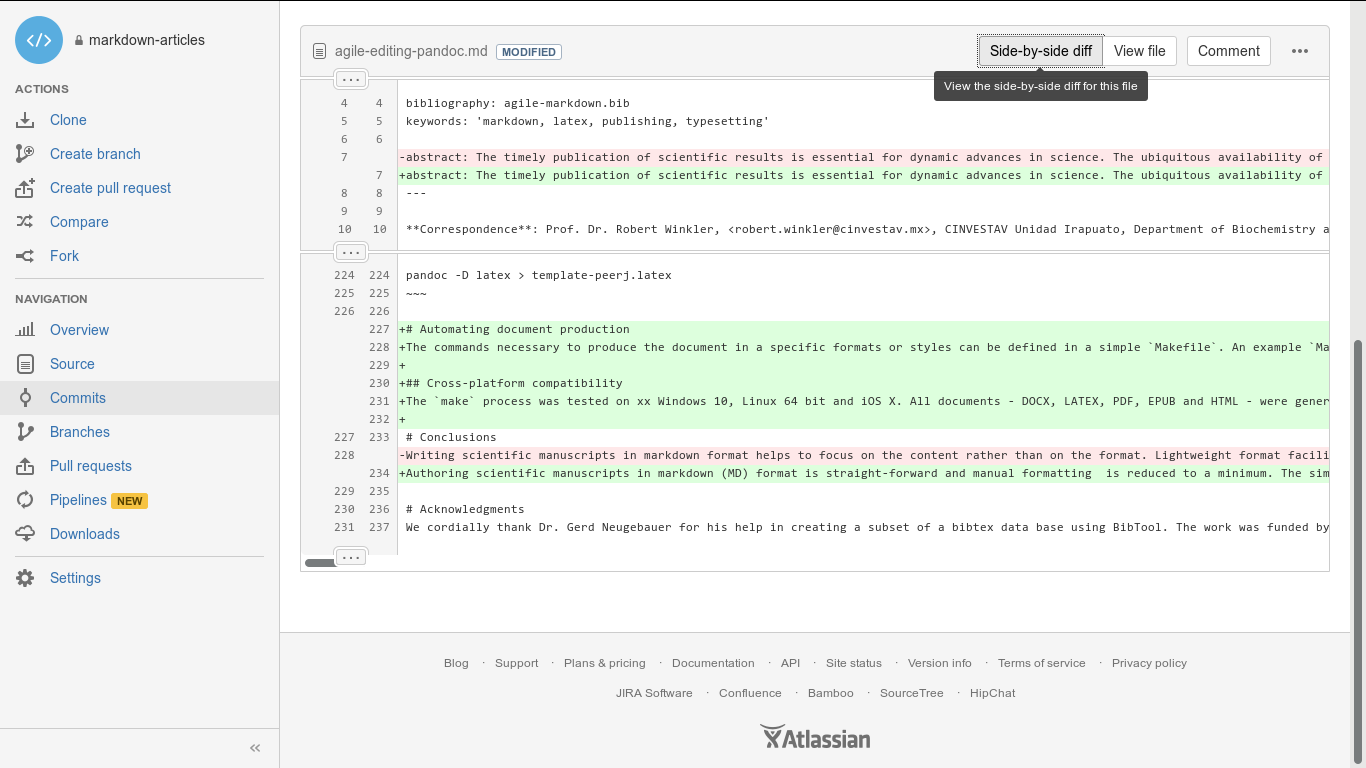 markdown-articles
ACTIONS
Clone
Create branch
Create pull request
Compare
Fork
NAVIGATION
Overview
Source
Commits
Branches
Pull requests
Pipelines NEW
Downloads
Settings
agile-editing-pandoc.md MODIFIED
Side-by-side diff View file Comment
View the side-by-side diff for this file
4 4 bibliography: agile-markdown.bib
5 5 keywords: 'markdown, latex, publishing, typesetting'
6 6
7 -abstract: The timely publication of scientific results is essential for dynamic advances in science. The ubiquitous availability of
7 +abstract: The timely publication of scientific results is essential for dynamic advances in science. The ubiquitous availability of
8 8 ---
9 9
10 10 **Correspondence**: Prof. Dr. Robert Winkler, <robert.winkler@cinvestav.mx>, CINVESTAV Unidad Irapuato, Department of Biochemistry a
224 224 pandoc -D latex > template-peerj.latex
225 225 ~~~
226 226
227 +# Automating document production
228 +The commands necessary to produce the document in a specific formats or styles can be defined in a simple `Makefile`. An example `Ma
229 +
230 +## Cross-platform compatibility
231 +The `make` process was tested on xx Windows 10, Linux 64 bit and iOS X. All documents - DOCX, LATEX, PDF, EPUB and HTML - were gener
232 +
227 233 # Conclusions
228 -Writing scientific manuscripts in markdown format helps to focus on the content rather than on the format. Lightweight format facili
234 +Authoring scientific manuscripts in markdown (MD) format is straight-forward and manual formatting  is reduced to a minimum. The sim
229 235
230 236 # Acknowledgments
231 237 We cordially thank Dr. Gerd Neugebauer for his help in creating a subset of a bibtex data base using BibTool. The work was funded by
Blog · Support · Plans & pricing · Documentation · API · Site status · Version info · Terms of service · Privacy policy
JIRA Software · Confluence · Bamboo · SourceTree · HipChat
Atlassian